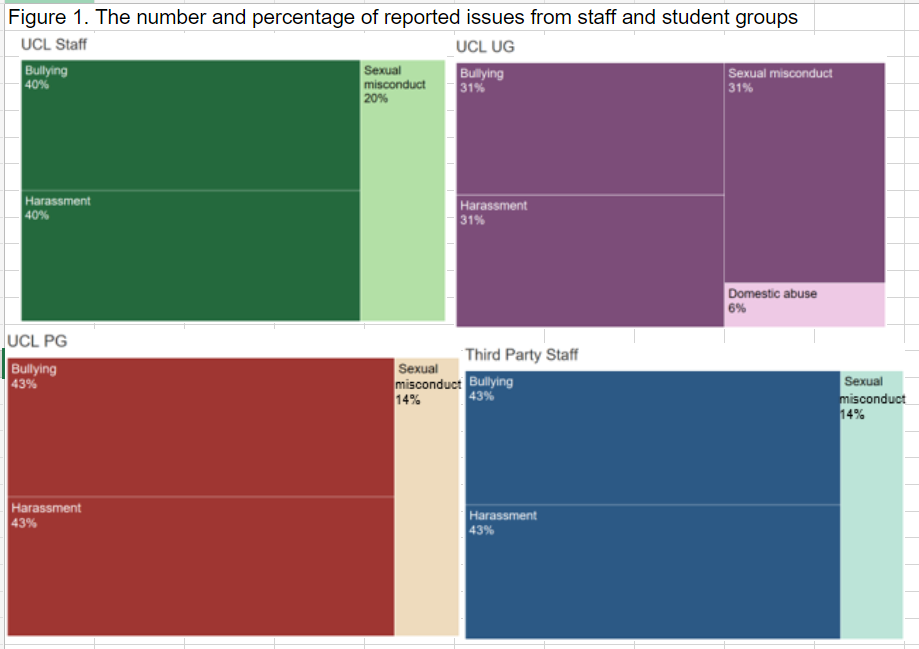 Figure 1. The number and percentage of reported issues from staff and student groups
UCL Staff
Bullying
40%
Sexual
misconduct
20%
Harassment
40%
UCL UG
Bullying
31%
Sexual misconduct
31%
Harassment
31%
Domestic abuse
6%
UCL PG
Bullying
43%
Sexual
misconduct
14%
Harassment
43%
Third Party Staff
Bullying
43%
Sexual
misconduct
14%
Harassment
43%